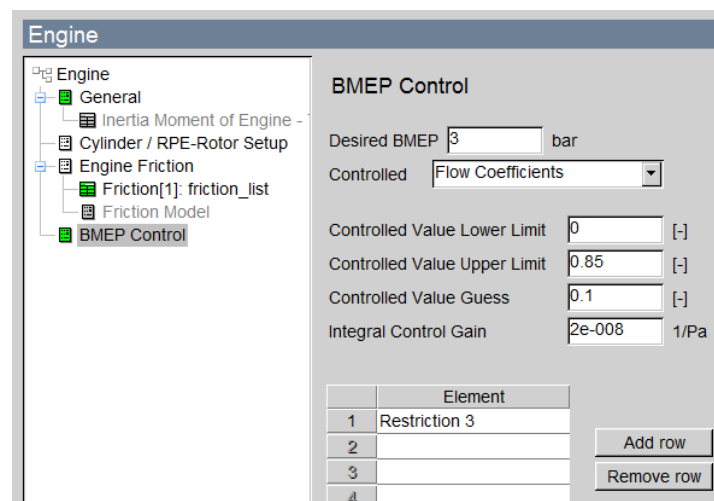 Engine
Engine
General
Inertia Moment of Engine -
Cylinder / RPE-Rotor Setup
Engine Friction
Friction[1]: friction_list
Friction Model
BMEP Control
BMEP Control
Desired BMEP 3 bar
Controlled Flow Coefficients
Controlled Value Lower Limit 0 [-]
Controlled Value Upper Limit 0.85 [-]
Controlled Value Guess 0.1 [-]
Integral Control Gain 2e-008 1/Pa
Element
1 Restriction 3
2
3
4
Add row
Remove row